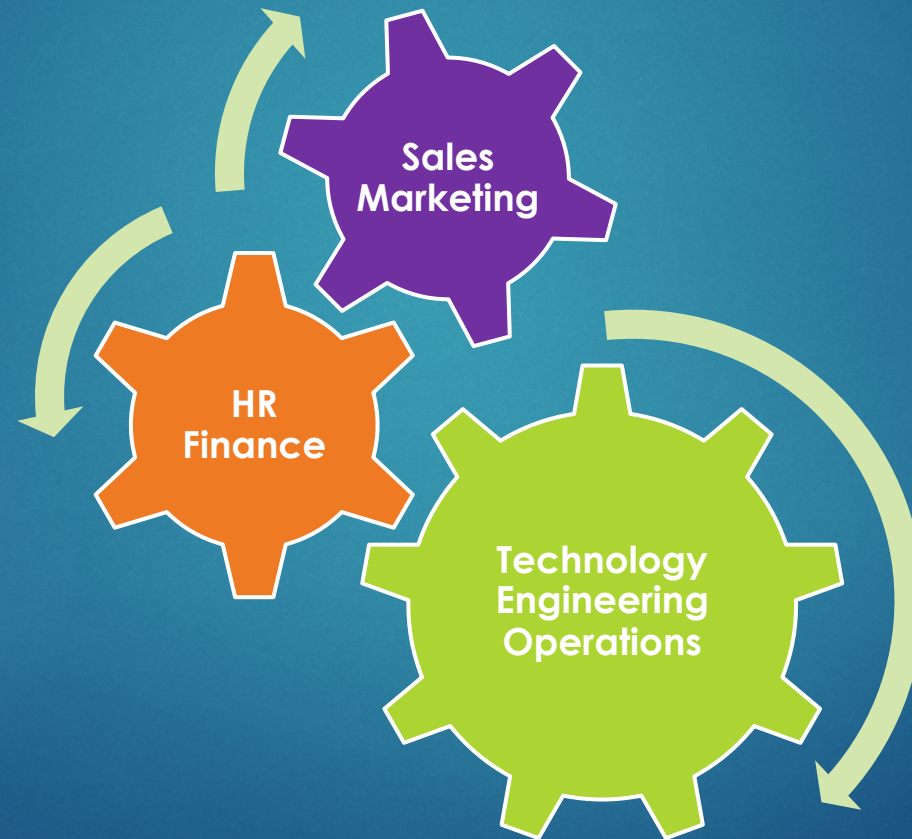 Sales
Marketing
HR
Finance
Technology
Engineering
Operations